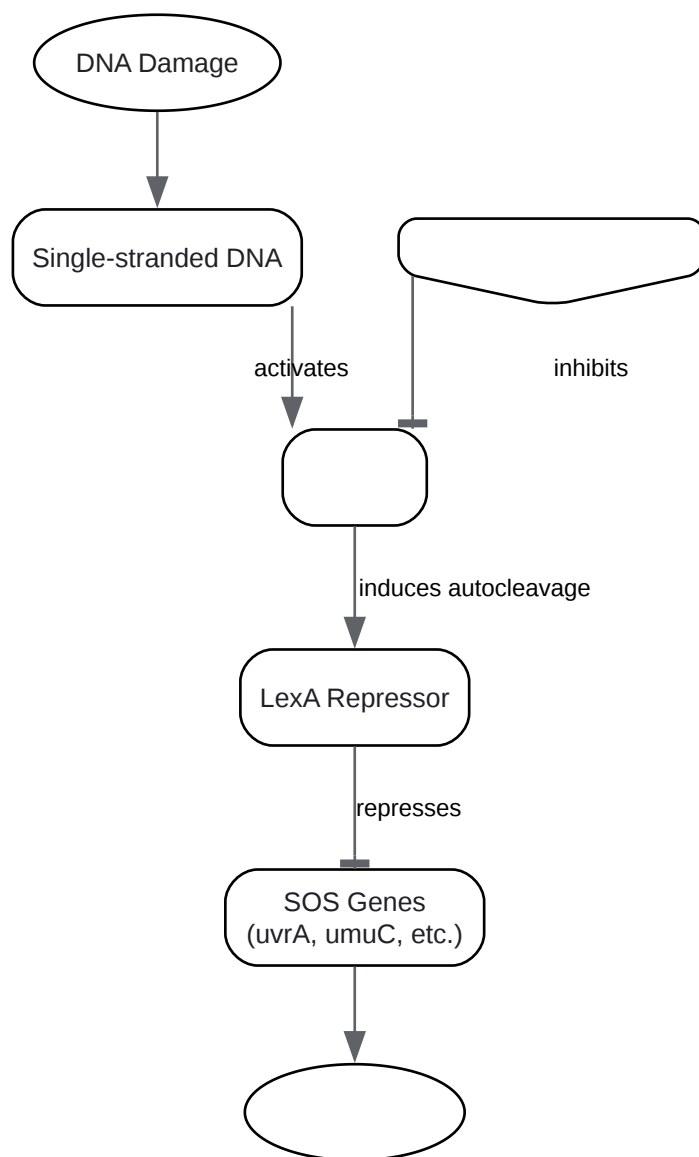 DNA Damage
Single-stranded DNA
activates
inhibits
induces autocleavage
LexA Repressor
represses
SOS Genes
(uvrA, umuC, etc.)